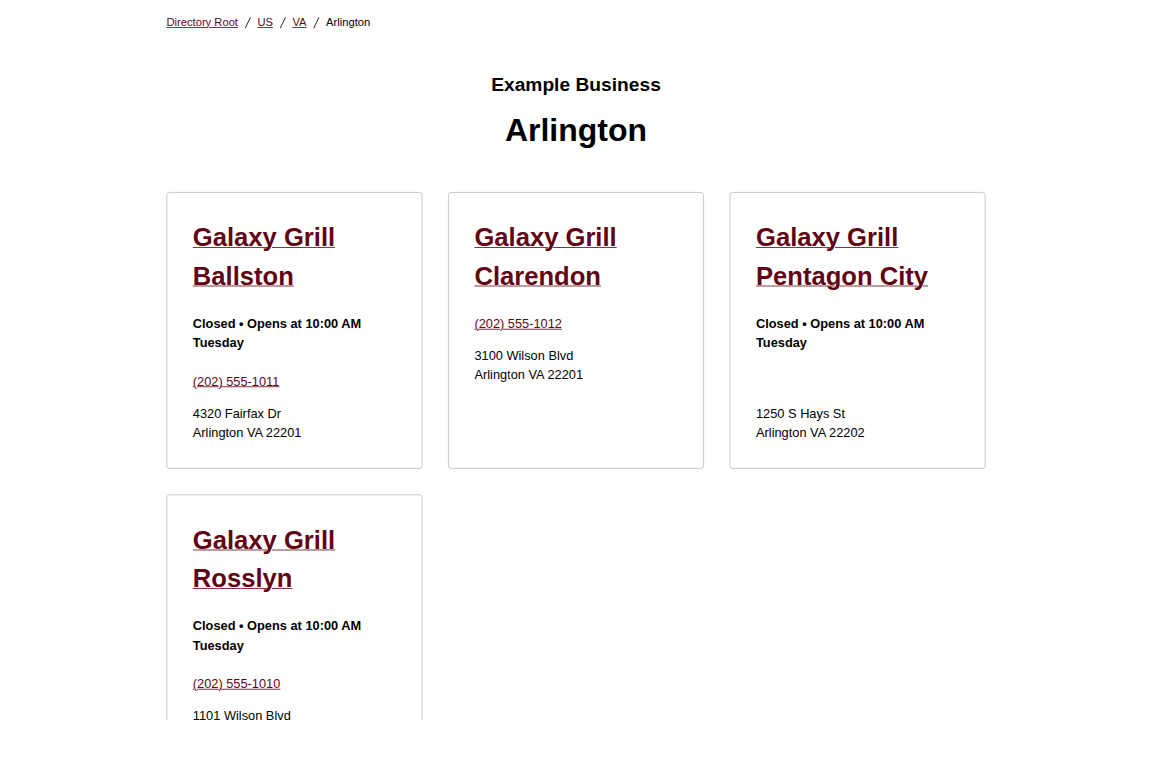 Directory Root / US / VA / Arlington
Example Business
Arlington
Galaxy Grill
Ballston
Closed • Opens at 10:00 AM
Tuesday
(202) 555-1011
4320 Fairfax Dr
Arlington VA 22201
Galaxy Grill
Clarendon
(202) 555-1012
3100 Wilson Blvd
Arlington VA 22201
Galaxy Grill
Pentagon City
Closed • Opens at 10:00 AM
Tuesday
1250 S Hays St
Arlington VA 22202
Galaxy Grill
Rosslyn
Closed • Opens at 10:00 AM
Tuesday
(202) 555-1010
1101 Wilson Blvd